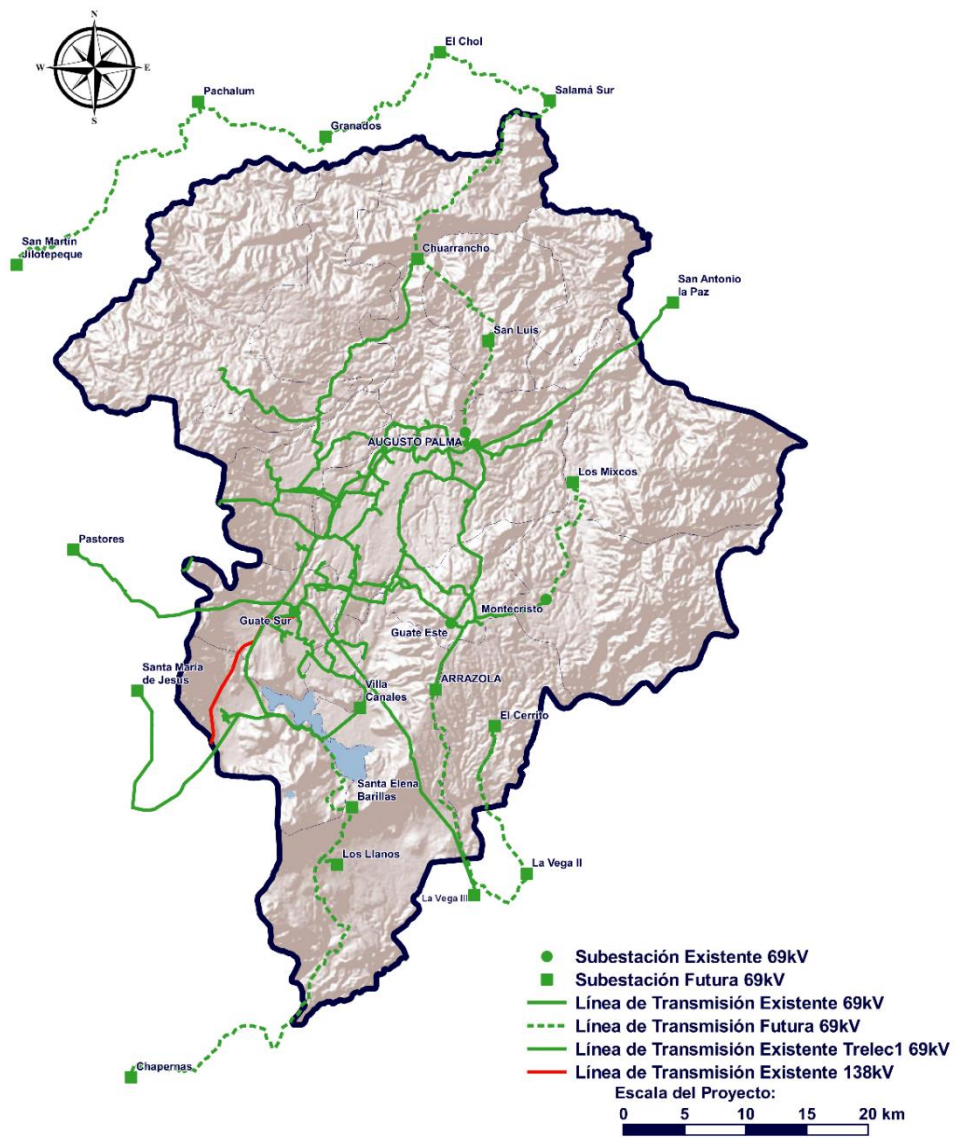 N
W
E
S
El Chol
Pachalum
Salamá Sur
Granados
San Martín
Jilotepeque
Chuarrancho
San Antonio
la Paz
San Luis
AUGUSTO PALMA
Los Mixcos
Pastores
Montecristo
Guate Sur
Guate Este
Santa María
de Jesús
Villa
Canales
ARRAZOLA
El Cerrito
Santa Elena
Barillas
Los Llanos
La Vega II
La Vega III
Chapernas
Subestación Existente 69kV
Subestación Futura 69kV
Línea de Transmisión Existente 69kV
Línea de Transmisión Futura 69kV
Línea de Transmisión Existente Trelec1 69kV
Línea de Transmisión Existente 138kV
Escala del Proyecto:
0 5 10 15 20 km